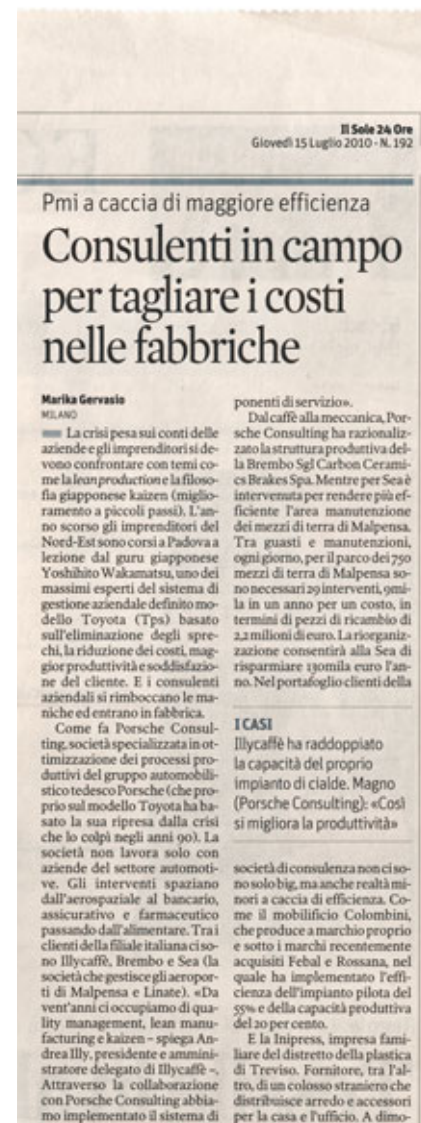 Il Sole 24 Ore
Giovedì 15 Luglio 2010 - N. 192
Pmi a caccia di maggiore efficienza
Consulenti in campo
per tagliare i costi
nelle fabbriche
Marika Gervasio
MILANO
La crisi pesa sui conti delle
aziende e gli imprenditori si de-
vono confrontare con temi co-
me la lean production e la filoso-
fia giapponese kaizen (miglio-
ramento a piccoli passi). L'an-
no scorso gli imprenditori del
Nord-Est sono corsi a Padova a
lezione dal guru giapponese
Yoshihito Wakamatsu, uno dei
massimi esperti del sistema di
gestione aziendale definito mo-
dello Toyota (Tps) basato
sull'eliminazione degli spre-
chi, la riduzione dei costi, mag-
gior produttività e soddisfazio-
ne del cliente. E i consulenti
aziendali si rimboccano le ma-
niche ed entrano in fabbrica.
Come fa Porsche Consul-
ting, società specializzata in ot-
timizzazione dei processi pro-
duttivi del gruppo automobili-
stico tedesco Porsche (che pro-
prio sul modello Toyota ha ba-
sato la sua ripresa dalla crisi
che lo colpì negli anni 90). La
società non lavora solo con
aziende del settore automoti-
ve. Gli interventi spaziano
dall'aerospaziale al bancario,
assicurativo e farmaceutico
passando dall'alimentare. Tra i
clienti della filiale italiana ci so-
no Illycaffè, Brembo e Sea (la
società che gestisce gli aeropor-
ti di Malpensa e Linate). «Da
vent'anni ci occupiamo di qua-
lity management, lean manu-
facturing e kaizen – spiega An-
drea Illy, presidente e ammini-
stratore delegato di Illycaffè –.
Attraverso la collaborazione
con Porsche Consulting abbia-
mo implementato il sistema di
ponenti di servizio».
Dal caffè alla meccanica, Por-
sche Consulting ha razionaliz-
zato la struttura produttiva del-
la Brembo Sgl Carbon Cerami-
cs Brakes Spa. Mentre per Sea è
intervenuta per rendere più ef-
ficiente l'area manutenzione
dei mezzi di terra di Malpensa.
Tra guasti e manutenzioni,
ogni giorno, per il parco dei 750
mezzi di terra di Malpensa so-
no necessari 29 interventi, 9mi-
la in un anno per un costo, in
termini di pezzi di ricambio di
2,2 milioni di euro. La riorganiz-
zazione consentirà alla Sea di
risparmiare 130mila euro l'an-
no. Nel portafoglio clienti della
I CASI
Illycaffè ha raddoppiato
la capacità del proprio
impianto di cialde. Magno
(Porsche Consulting): «Così
si migliora la produttività»
società di consulenza non ci so-
no solo big, ma anche realtà mi-
nori a caccia di efficienza. Co-
me il mobilificio Colombini,
che produce a marchio proprio
e sotto i marchi recentemente
acquisiti Febal e Rossana, nel
quale ha implementato l'effi-
cienza dell'impianto pilota del
55% e della capacità produttiva
del 20 per cento.
E la Inipress, impresa fami-
liare del distretto della plastica
di Treviso. Fornitore, tra l'al-
tro, di un colosso straniero che
distribuisce arredo e accessori
per la casa e l'ufficio. A dimo-